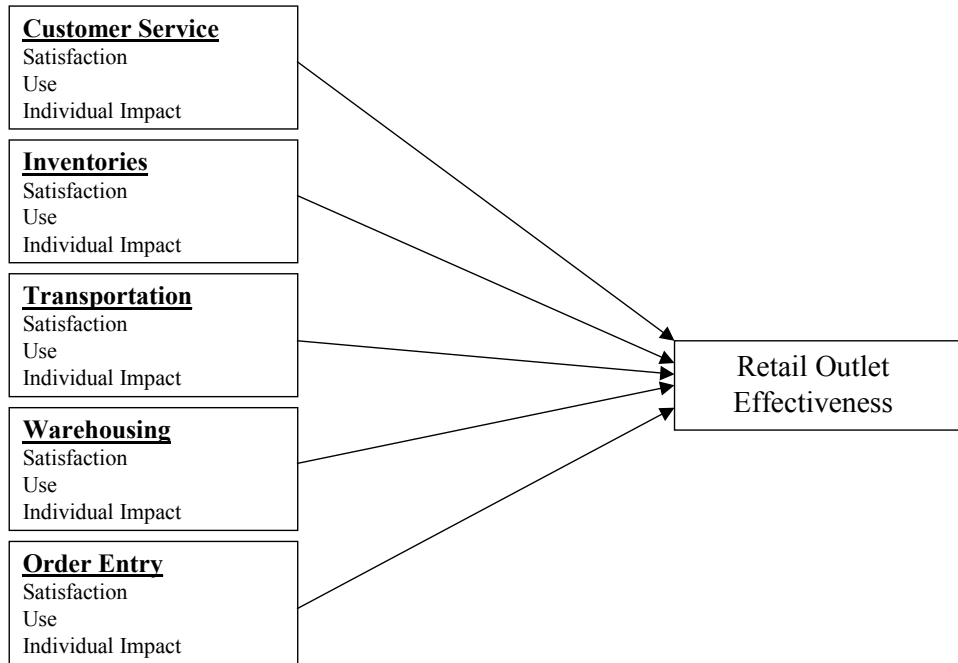 Customer Service
Satisfaction
Use
Individual Impact
Inventories
Satisfaction
Use
Individual Impact
Transportation
Satisfaction
Use
Individual Impact
Warehousing
Satisfaction
Use
Individual Impact
Order Entry
Satisfaction
Use
Individual Impact
Retail Outlet
Effectiveness